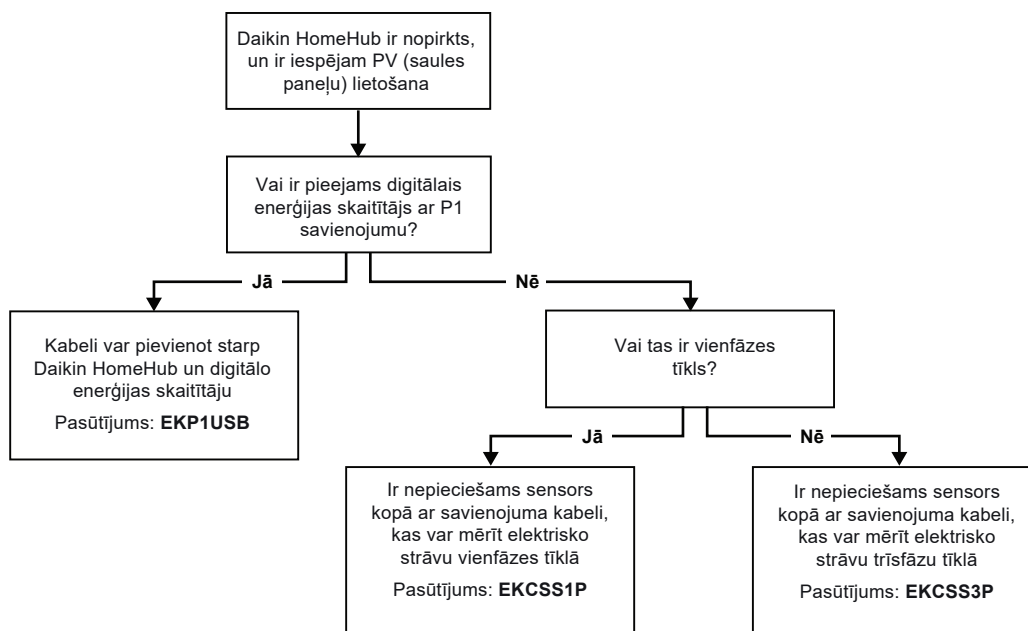 Daikin HomeHub ir nopirkts,
un ir iespējam PV (saules
paneļu) lietošana
Vai ir pieejams digitālais
enerģijas skaitītājs ar P1
savienojumu?
Jā
Nē
Kabeli var pievienot starp
Daikin HomeHub un digitālo
enerģijas skaitītāju
Pasūtījums: EKP1USB
Vai tas ir vienfāzes
tīkls?
Jā
Nē
Ir nepieciešams sensors
kopā ar savienojuma kabeli,
kas var mērīt elektrisko
strāvu vienfāzes tīklā
Pasūtījums: EKCSS1P
Ir nepieciešams sensors
kopā ar savienojuma kabeli,
kas var mērīt elektrisko
strāvu trīsfāzu tīklā
Pasūtījums: EKCSS3P